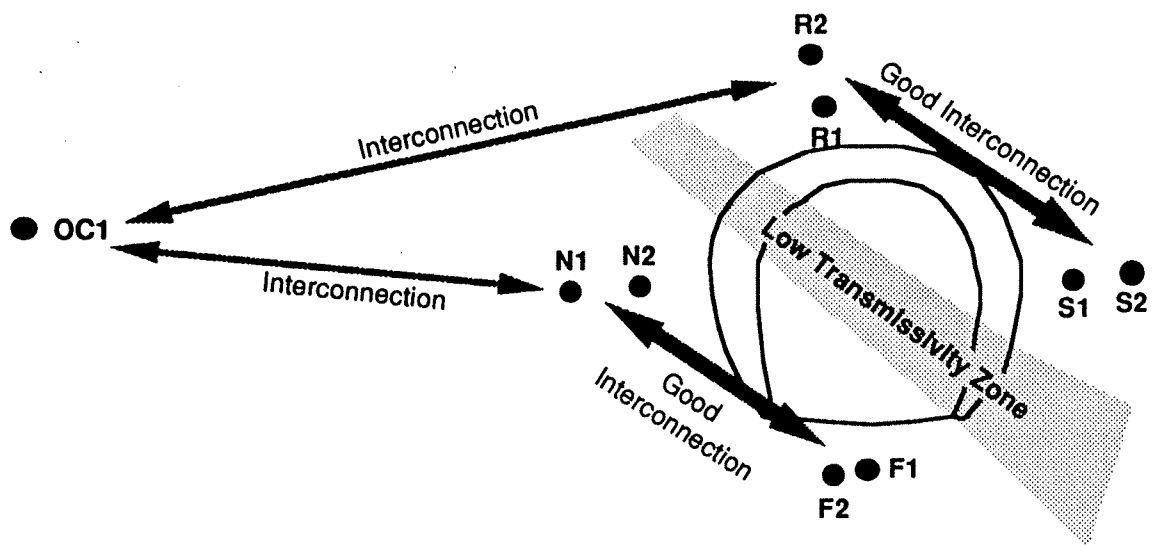 R2
Good Interconnection
R1
Interconnection
OC1
N1
N2
Interconnection
Low Transmissivity Zone
S1
S2
Good
Interconnection
F1
F2